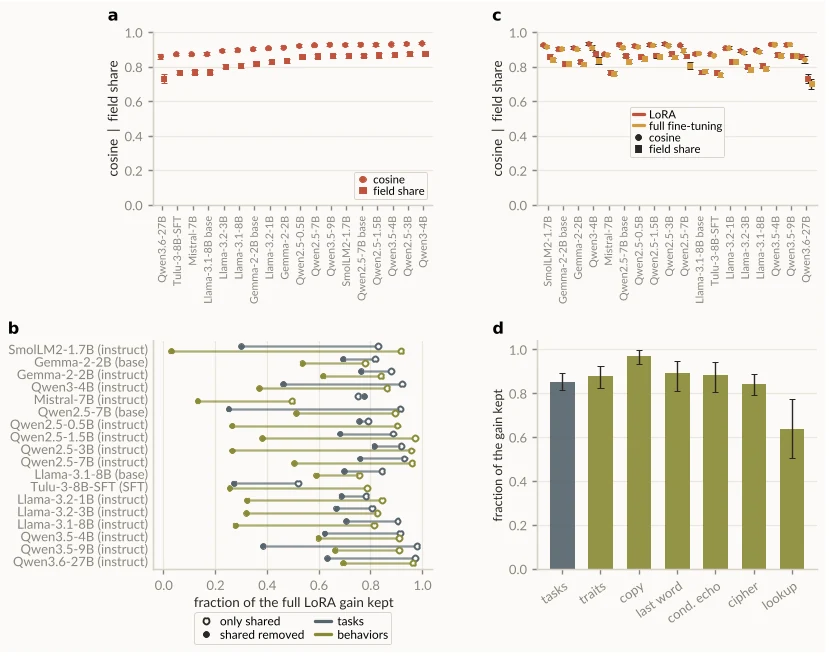 a
1.0
0.8
0.6
0.4
0.2
0.0
cosine | field share
cosine
field share
Qwen3.6-27B
Tulu-3-8B-SFT
Mistral-7B
Llama-3.1-8B base
Llama-3.2-3B
Llama-3.1-8B
Gemma-2-2B base
Llama-3.2-1B
Gemma-2-2B
Qwen2.5-0.5B
Qwen2.5-7B
Qwen3.5-9B
SmolLM2-1.7B
Qwen2.5-7B base
Qwen2.5-1.5B
Qwen3.5-4B
Qwen2.5-3B
Qwen3-4B
c
1.0
0.8
0.6
0.4
0.2
0.0
cosine | field share
LoRA
full fine-tuning
cosine
field share
SmolLM2-1.7B
Gemma-2-2B base
Gemma-2-2B
Qwen3-4B
Mistral-7B
Qwen2.5-7B base
Qwen2.5-0.5B
Qwen2.5-1.5B
Qwen2.5-3B
Qwen2.5-7B
Llama-3.1-8B base
Tulu-3-8B-SFT
Llama-3.2-1B
Llama-3.2-3B
Llama-3.1-8B
Qwen3.5-4B
Qwen3.5-9B
Qwen3.6-27B
b
SmolLM2-1.7B (instruct)
Gemma-2-2B (base)
Gemma-2-2B (instruct)
Qwen3-4B (instruct)
Mistral-7B (instruct)
Qwen2.5-7B (base)
Qwen2.5-0.5B (instruct)
Qwen2.5-1.5B (instruct)
Qwen2.5-3B (instruct)
Qwen2.5-7B (instruct)
Llama-3.1-8B (base)
Tulu-3-8B-SFT (SFT)
Llama-3.2-1B (instruct)
Llama-3.2-3B (instruct)
Llama-3.1-8B (instruct)
Qwen3.5-4B (instruct)
Qwen3.5-9B (instruct)
Qwen3.6-27B (instruct)
0.0 0.2 0.4 0.6 0.8 1.0
fraction of the full LoRA gain kept
only shared tasks
shared removed behaviors
d
1.0
0.8
0.6
0.4
0.2
0.0
fraction of the gain kept
tasks
traits
copy
last word
cond. echo
cipher
lookup